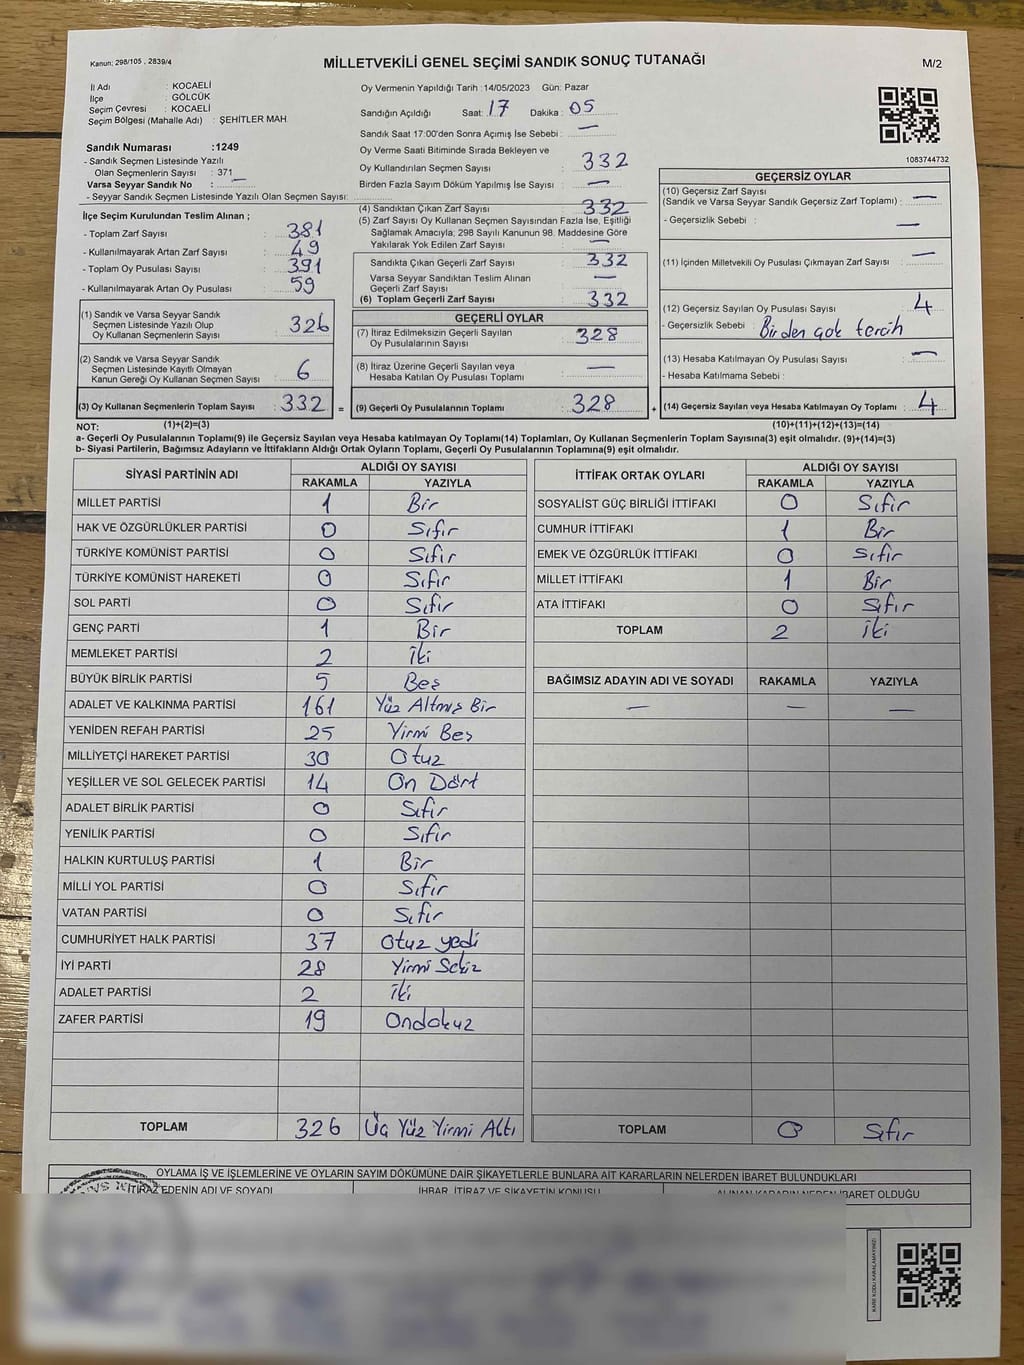 Kanun; 298/105 , 2839/4
MİLLETVEKİLİ GENEL SEÇİMİ SANDIK SONUÇ TUTANAĞI
M/2
İl Adı : KOCAELİ
İlçe : GÖLCÜK
Seçim Çevresi : KOCAELİ
Seçim Bölgesi (Mahalle Adı) : ŞEHİTLER MAH.
Oy Vermenin Yapıldığı Tarih :14/05/2023 Gün: Pazar
Sandığın Açıldığı Saat: 17 Dakika : 05
Sandık Saat 17:00'den Sonra Açımış İse Sebebi : —
Oy Verme Saati Bitiminde Sırada Bekleyen ve
Oy Kullandırılan Seçmen Sayısı : 332
Birden Fazla Sayım Döküm Yapılmış İse Sayısı : —
1083744732
Sandık Numarası :1249
- Sandık Seçmen Listesinde Yazılı
Olan Seçmenlerin Sayısı : 371
Varsa Seyyar Sandık No : —
- Seyyar Sandık Seçmen Listesinde Yazılı Olan Seçmen Sayısı:
İlçe Seçim Kurulundan Teslim Alınan ;
- Toplam Zarf Sayısı : 381
- Kullanılmayarak Artan Zarf Sayısı : 49
- Toplam Oy Pusulası Sayısı : 391
- Kullanılmayarak Artan Oy Pusulası : 59
(1) Sandık ve Varsa Seyyar Sandık
Seçmen Listesinde Yazılı Olup
Oy Kullanan Seçmenlerin Sayısı : 326
(2) Sandık ve Varsa Seyyar Sandık
Seçmen Listesinde Kayıtlı Olmayan
Kanun Gereği Oy Kullanan Seçmen Sayısı : 6
(3) Oy Kullanan Seçmenlerin Toplam Sayısı : 332 =
(4) Sandıktan Çıkan Zarf Sayısı : 332
(5) Zarf Sayısı Oy Kullanan Seçmen Sayısından Fazla İse, Eşitliği
Sağlamak Amacıyla; 298 Sayılı Kanunun 98. Maddesine Göre
Yakılarak Yok Edilen Zarf Sayısı : —
Sandıkta Çıkan Geçerli Zarf Sayısı : 332
Varsa Seyyar Sandıktan Teslim Alınan
Geçerli Zarf Sayısı : —
(6) Toplam Geçerli Zarf Sayısı : 332
GEÇERLİ OYLAR
(7) İtiraz Edilmeksizin Geçerli Sayılan
Oy Pusulalarının Sayısı : 328
(8) İtiraz Üzerine Geçerli Sayılan veya
Hesaba Katılan Oy Pusulası Toplamı : —
(9) Geçerli Oy Pusulalarının Toplamı : 328 +
GEÇERSİZ OYLAR
(10) Geçersiz Zarf Sayısı
(Sandık ve Varsa Seyyar Sandık Geçersiz Zarf Toplamı) : —
- Geçersizlik Sebebi : —
(11) İçinden Milletvekili Oy Pusulası Çıkmayan Zarf Sayısı : —
(12) Geçersiz Sayılan Oy Pusulası Sayısı : 4
- Geçersizlik Sebebi : Birden çok tercih
(13) Hesaba Katılmayan Oy Pusulası Sayısı : —
- Hesaba Katılmama Sebebi :
(14) Geçersiz Sayılan veya Hesaba Katılmayan Oy Toplamı : 4
NOT: (1)+(2)=(3) (10)+(11)+(12)+(13)=(14)
a- Geçerli Oy Pusulalarının Toplamı(9) ile Geçersiz Sayılan veya Hesaba katılmayan Oy Toplamı(14) Toplamları, Oy Kullanan Seçmenlerin Toplam Sayısına(3) eşit olmalıdır. (9)+(14)=(3)
b- Siyasi Partilerin, Bağımsız Adayların ve İttifakların Aldığı Ortak Oyların Toplamı, Geçerli Oy Pusulalarının Toplamına(9) eşit olmalıdır.
SİYASİ PARTİNİN ADI ALDIĞI OY SAYISI
RAKAMLA YAZIYLA
MİLLET PARTİSİ 1 Bir
HAK VE ÖZGÜRLÜKLER PARTİSİ 0 Sıfır
TÜRKİYE KOMÜNİST PARTİSİ 0 Sıfır
TÜRKİYE KOMÜNİST HAREKETİ 0 Sıfır
SOL PARTİ 0 Sıfır
GENÇ PARTİ 1 Bir
MEMLEKET PARTİSİ 2 İki
BÜYÜK BİRLİK PARTİSİ 5 Beş
ADALET VE KALKINMA PARTİSİ 161 Yüz Altmış Bir
YENİDEN REFAH PARTİSİ 25 Yirmi Beş
MİLLİYETÇİ HAREKET PARTİSİ 30 Otuz
YEŞİLLER VE SOL GELECEK PARTİSİ 14 On Dört
ADALET BİRLİK PARTİSİ 0 Sıfır
YENİLİK PARTİSİ 0 Sıfır
HALKIN KURTULUŞ PARTİSİ 1 Bir
MİLLİ YOL PARTİSİ 0 Sıfır
VATAN PARTİSİ 0 Sıfır
CUMHURİYET HALK PARTİSİ 37 Otuz yedi
İYİ PARTİ 28 Yirmi Sekiz
ADALET PARTİSİ 2 İki
ZAFER PARTİSİ 19 Ondokuz
TOPLAM 326 Üç Yüz Yirmi Altı
İTTİFAK ORTAK OYLARI ALDIĞI OY SAYISI
RAKAMLA YAZIYLA
SOSYALİST GÜÇ BİRLİĞİ İTTİFAKI 0 Sıfır
CUMHUR İTTİFAKI 1 Bir
EMEK VE ÖZGÜRLÜK İTTİFAKI 0 Sıfır
MİLLET İTTİFAKI 1 Bir
ATA İTTİFAKI 0 Sıfır
TOPLAM 2 İki
BAĞIMSIZ ADAYIN ADI VE SOYADI RAKAMLA YAZIYLA
— — —
TOPLAM 0 Sıfır
OYLAMA İŞ VE İŞLEMLERİNE VE OYLARIN SAYIM DÖKÜMÜNE DAİR ŞİKAYETLERLE BUNLARA AİT KARARLARIN NELERDEN İBARET BULUNDUKLARI
İTİRAZ EDENİN ADI VE SOYADI İHBAR, İTİRAZ VE ŞİKAYETİN KONUSU ALINAN KARARIN NEDEN İBARET OLDUĞU
KARE KODU KARALAMAYINIZ!